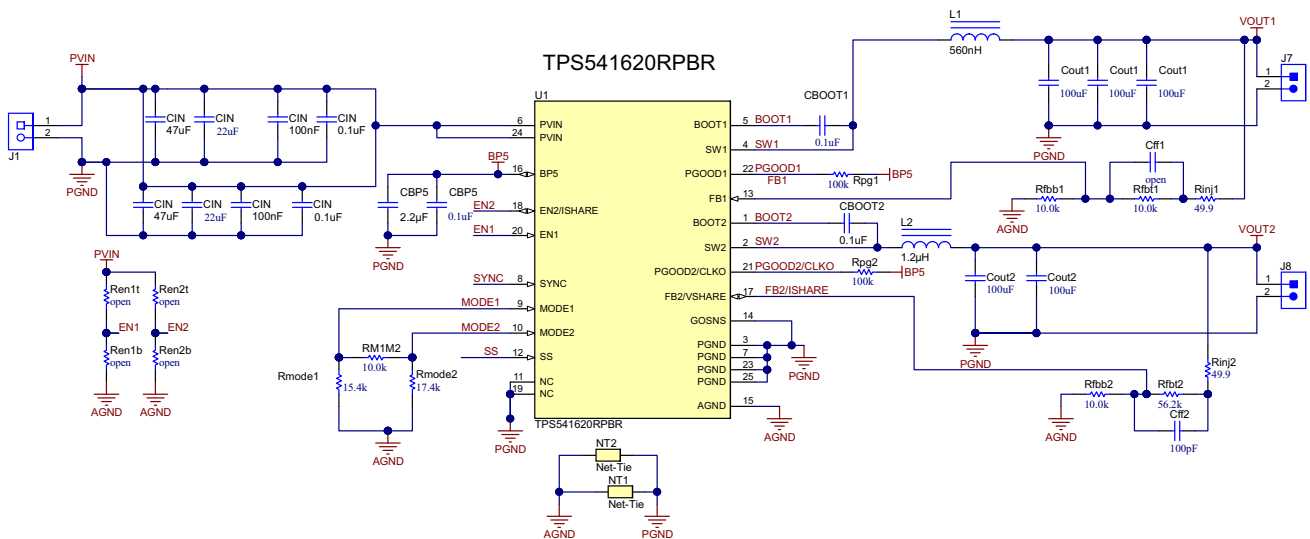 TPS541620RPBR
PVIN
J1
1
2
PGND
CIN
47uF
CIN
22uF
CIN
100nF
CIN
0.1uF
CIN
47uF
CIN
22uF
CIN
100nF
CIN
0.1uF
PVIN
Ren1t
open
Ren2t
open
EN1
EN2
Ren1b
open
Ren2b
open
AGND
AGND
BP5
CBP5
2.2µF
CBP5
0.1uF
PGND
EN2
EN1
SYNC
MODE1
MODE2
SS
RM1M2
10.0k
Rmode1
15.4k
Rmode2
17.4k
AGND
PGND
U1
6 PVIN
24 PVIN
16 BP5
18 EN2/ISHARE
20 EN1
8 SYNC
9 MODE1
10 MODE2
12 SS
11 NC
19 NC
TPS541620RPBR
BOOT1 5 BOOT1
SW1 4 SW1
PGOOD1 22 PGOOD1
FB1 13 FB1
BOOT2 1 BOOT2
SW2 2 SW2
PGOOD2/CLKO 21 PGOOD2/CLKO
FB2/VSHARE 17 FB2/ISHARE
GOSNS 14
PGND 3
PGND 7
PGND 23
PGND 25
AGND 15
PGND
AGND
CBOOT1
0.1uF
L1
560nH
Rpg1
100k
BP5
CBOOT2
0.1uF
L2
1.2µH
Rpg2
100k
BP5
Cout1
100uF
Cout1
100uF
Cout1
100uF
PGND
VOUT1
J7
1
2
Cff1
open
Rfbb1
10.0k
Rfbt1
10.0k
Rinj1
49.9
AGND
VOUT2
J8
1
2
Cout2
100uF
Cout2
100uF
PGND
Rinj2
49.9
Rfbb2
10.0k
Rfbt2
56.2k
Cff2
100pF
AGND
NT2
Net-Tie
NT1
Net-Tie
AGND
PGND